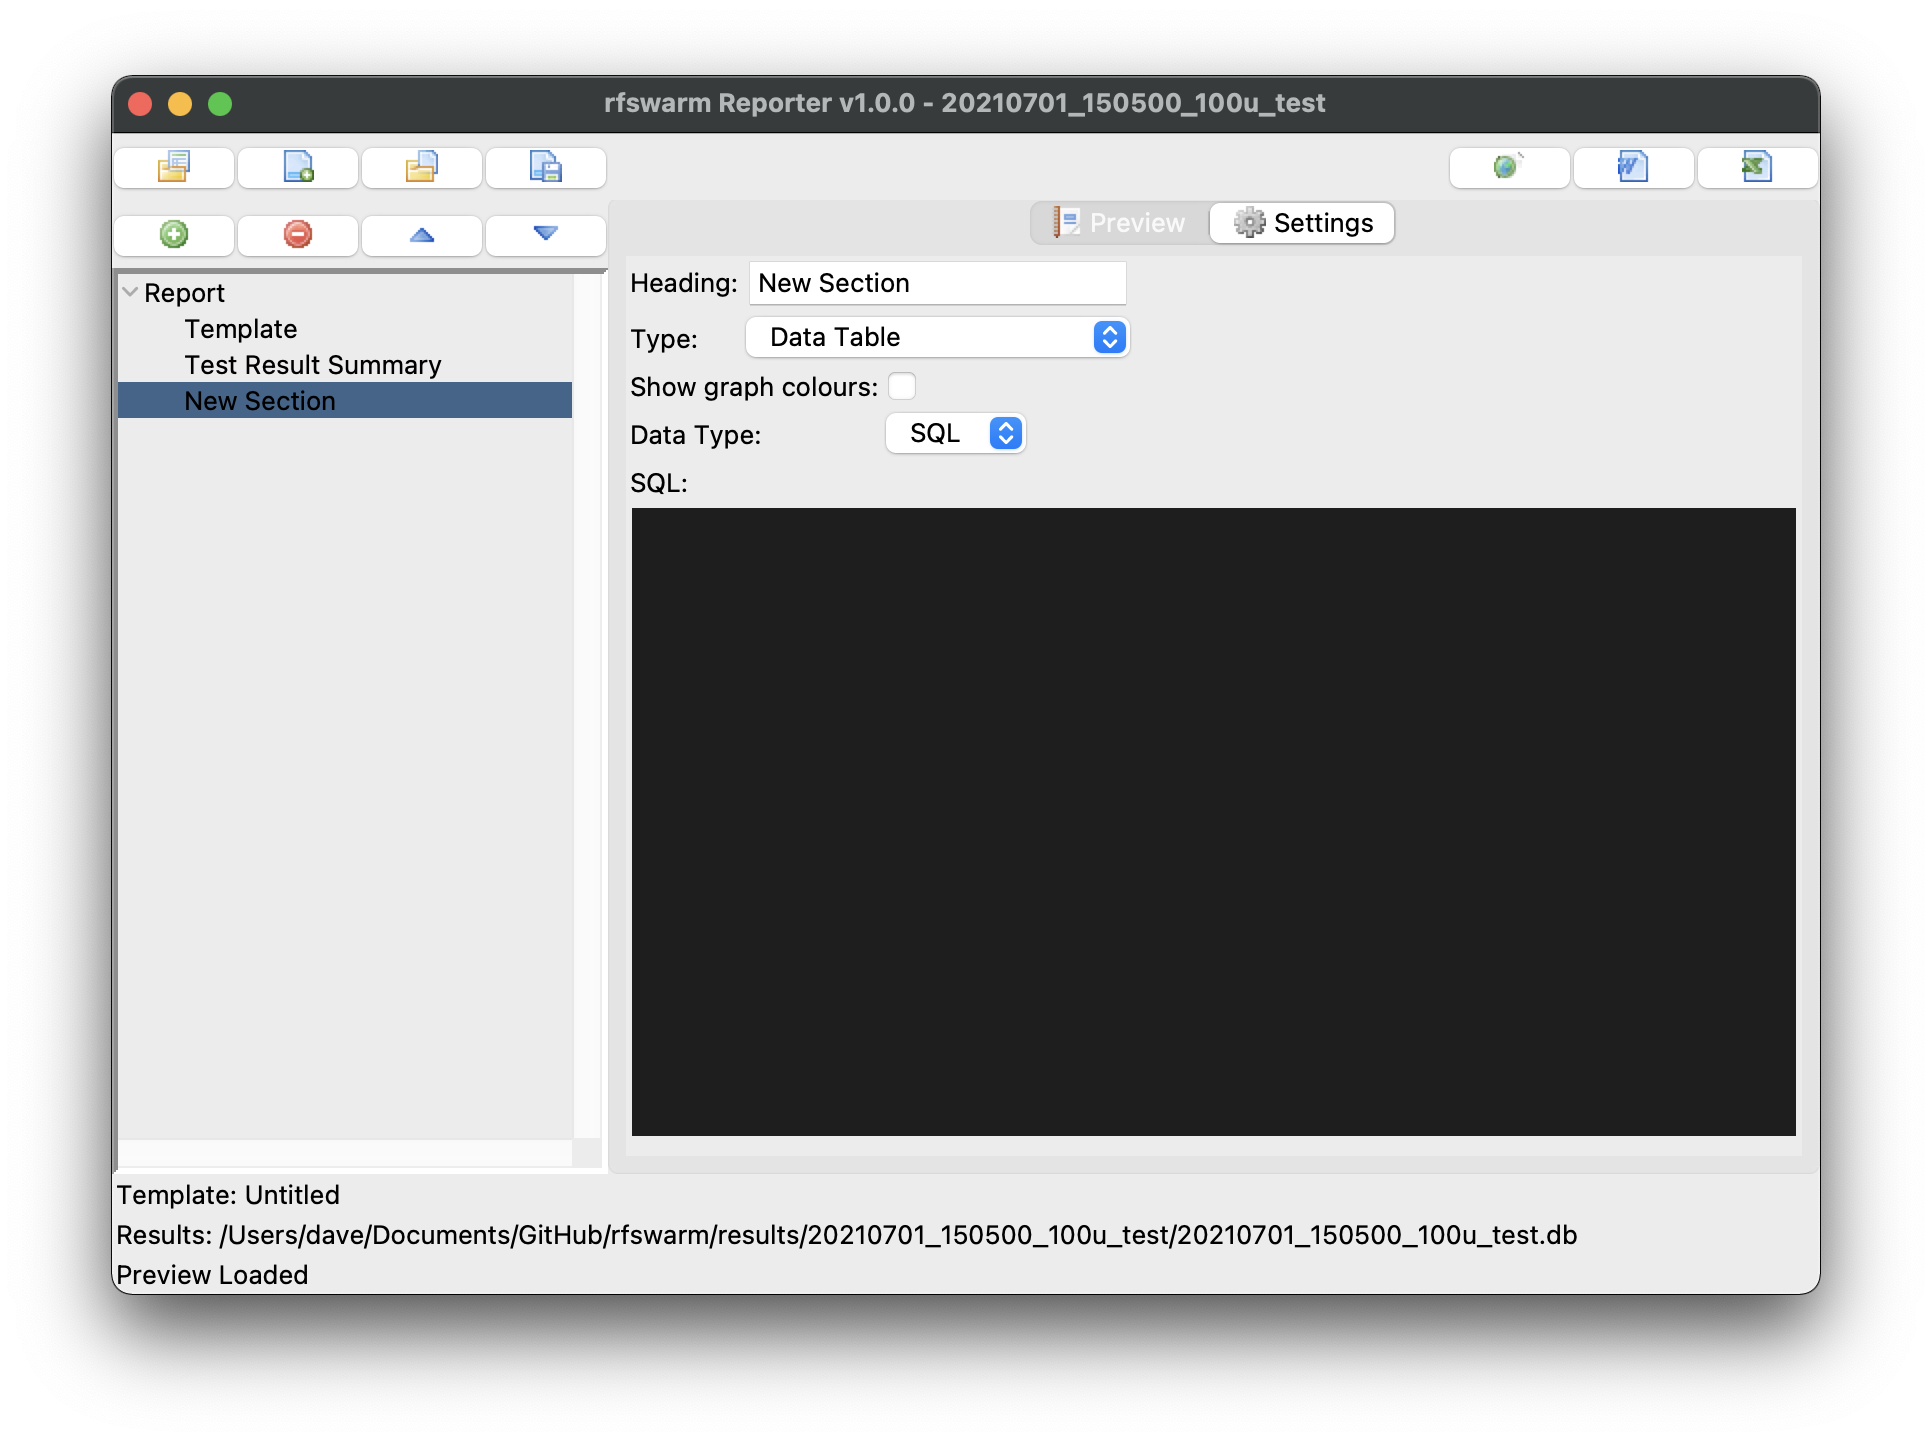 rfswarm Reporter v1.0.0 - 20210701_150500_100u_test
Preview
Settings
Report
Template
Test Result Summary
New Section
Heading: New Section
Type: Data Table
Show graph colours:
Data Type: SQL
SQL:
Template: Untitled
Results: /Users/dave/Documents/GitHub/rfswarm/results/20210701_150500_100u_test/20210701_150500_100u_test.db
Preview Loaded